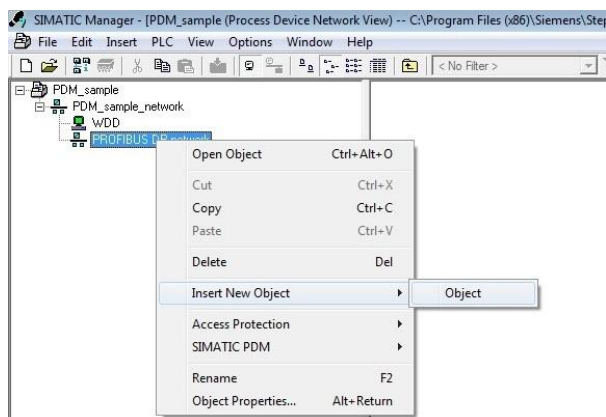 SIMATIC Manager - [PDM_sample (Process Device Network View) -- C:\Program Files (x86)\Siemens\Step
File Edit Insert PLC View Options Window Help
< No Filter >
PDM_sample
PDM_sample_network
WDD
PROFIBUS DP network
Open Object Ctrl+Alt+O
Cut Ctrl+X
Copy Ctrl+C
Paste Ctrl+V
Delete Del
Insert New Object Object
Access Protection
SIMATIC PDM
Rename F2
Object Properties... Alt+Return